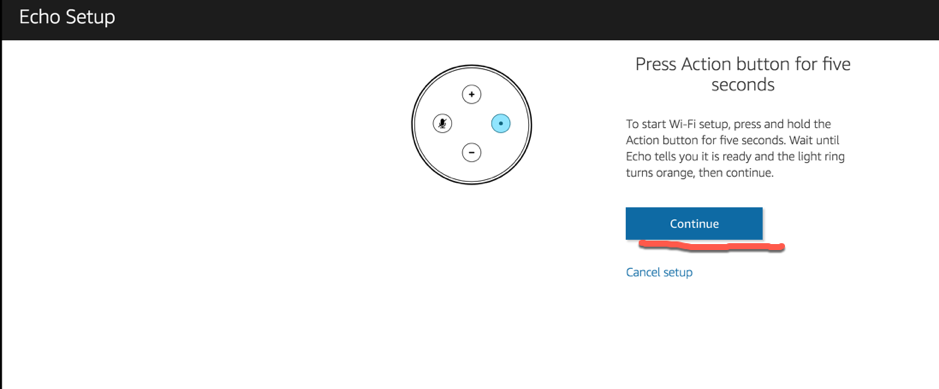 Echo Setup
Press Action button for five
seconds
To start Wi-Fi setup, press and hold the
Action button for five seconds. Wait until
Echo tells you it is ready and the light ring
turns orange, then continue.
Continue
Cancel setup